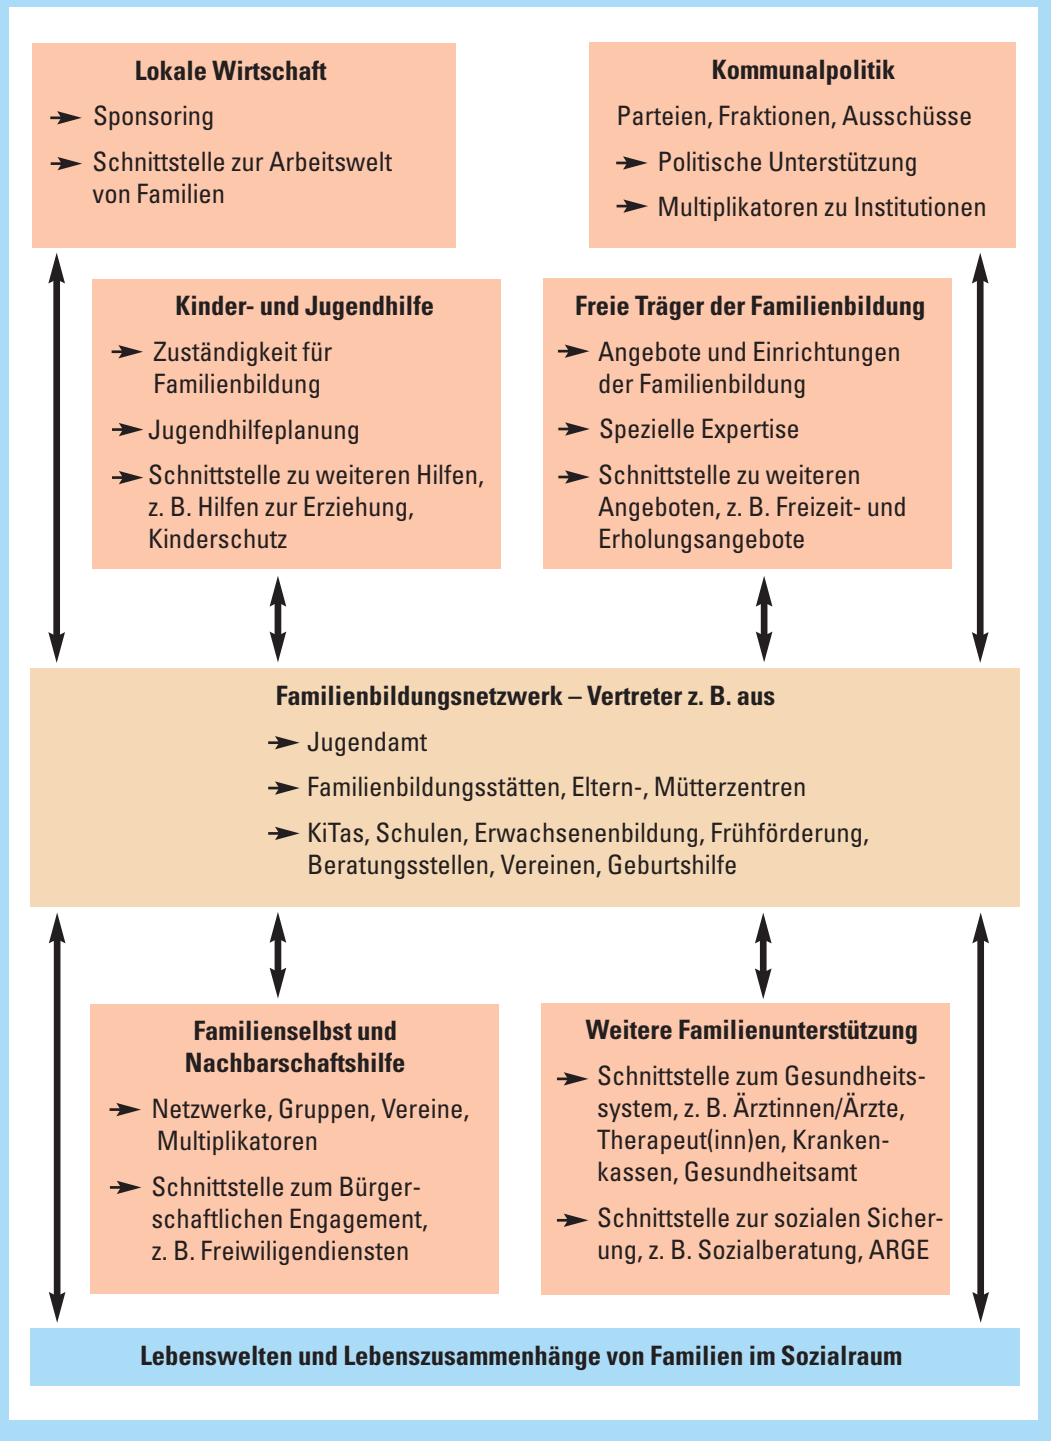 Lokale Wirtschaft
Sponsoring
Schnittstelle zur Arbeitswelt
von Familien
Kommunalpolitik
Parteien, Fraktionen, Ausschüsse
Politische Unterstützung
Multiplikatoren zu Institutionen
Kinder- und Jugendhilfe
Zuständigkeit für
Familienbildung
Jugendhilfeplanung
Schnittstelle zu weiteren Hilfen,
z. B. Hilfen zur Erziehung,
Kinderschutz
Freie Träger der Familienbildung
Angebote und Einrichtungen
der Familienbildung
Spezielle Expertise
Schnittstelle zu weiteren
Angeboten, z. B. Freizeit- und
Erholungsangebote
Familienbildungsnetzwerk – Vertreter z. B. aus
Jugendamt
Familienbildungsstätten, Eltern-, Mütterzentren
KiTas, Schulen, Erwachsenenbildung, Frühförderung,
Beratungsstellen, Vereinen, Geburtshilfe
Familienselbst und
Nachbarschaftshilfe
Netzwerke, Gruppen, Vereine,
Multiplikatoren
Schnittstelle zum Bürger-
schaftlichen Engagement,
z. B. Freiwiligendiensten
Weitere Familienunterstützung
Schnittstelle zum Gesundheits-
system, z. B. Ärztinnen/Ärzte,
Therapeut(inn)en, Kranken-
kassen, Gesundheitsamt
Schnittstelle zur sozialen Sicher-
ung, z. B. Sozialberatung, ARGE
Lebenswelten und Lebenszusammenhänge von Familien im Sozialraum